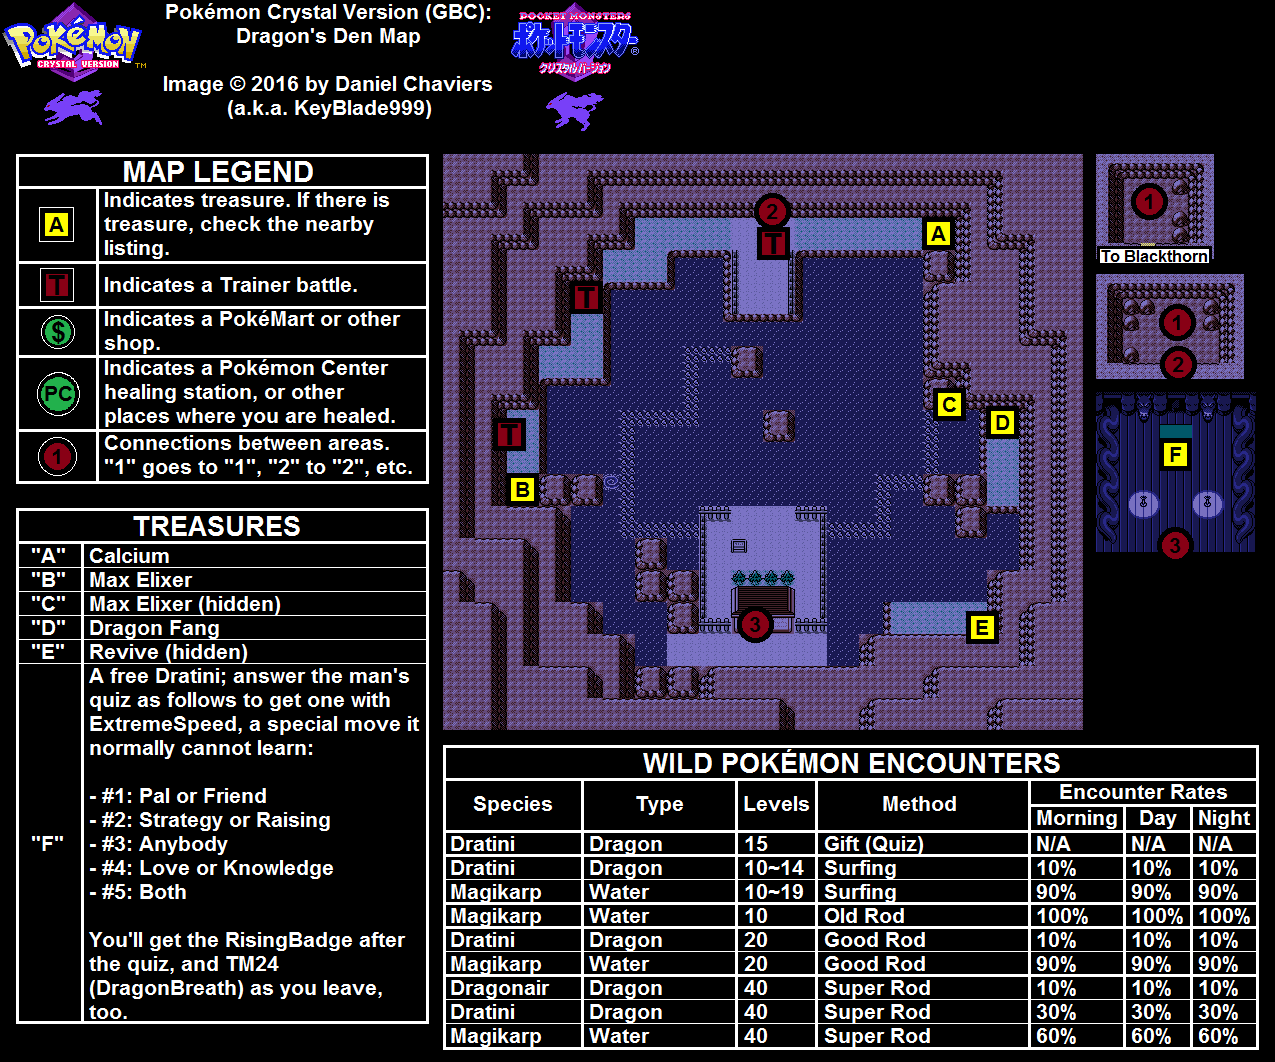 POKéMON
CRYSTAL VERSION
TM
Pokémon Crystal Version (GBC):
Dragon's Den Map
Image © 2016 by Daniel Chaviers
(a.k.a. KeyBlade999)
POCKET MONSTERS
ポケットモンスター
®
クリスタルバージョン
MAP LEGEND
A
Indicates treasure. If there is
treasure, check the nearby
listing.
T
Indicates a Trainer battle.
$
Indicates a PokéMart or other
shop.
PC
Indicates a Pokémon Center
healing station, or other
places where you are healed.
1
Connections between areas.
"1" goes to "1", "2" to "2", etc.
TREASURES
"A" Calcium
"B" Max Elixer
"C" Max Elixer (hidden)
"D" Dragon Fang
"E" Revive (hidden)
"F"
A free Dratini; answer the man's
quiz as follows to get one with
ExtremeSpeed, a special move it
normally cannot learn:
- #1: Pal or Friend
- #2: Strategy or Raising
- #3: Anybody
- #4: Love or Knowledge
- #5: Both
You'll get the RisingBadge after
the quiz, and TM24
(DragonBreath) as you leave,
too.
2
T
A
T
C
D
T
B
3
E
1
To Blackthorn
1
2
F
3
WILD POKÉMON ENCOUNTERS
Species Type Levels Method Encounter Rates
Morning Day Night
Dratini Dragon 15 Gift (Quiz) N/A N/A N/A
Dratini Dragon 10~14 Surfing 10% 10% 10%
Magikarp Water 10~19 Surfing 90% 90% 90%
Magikarp Water 10 Old Rod 100% 100% 100%
Dratini Dragon 20 Good Rod 10% 10% 10%
Magikarp Water 20 Good Rod 90% 90% 90%
Dragonair Dragon 40 Super Rod 10% 10% 10%
Dratini Dragon 40 Super Rod 30% 30% 30%
Magikarp Water 40 Super Rod 60% 60% 60%